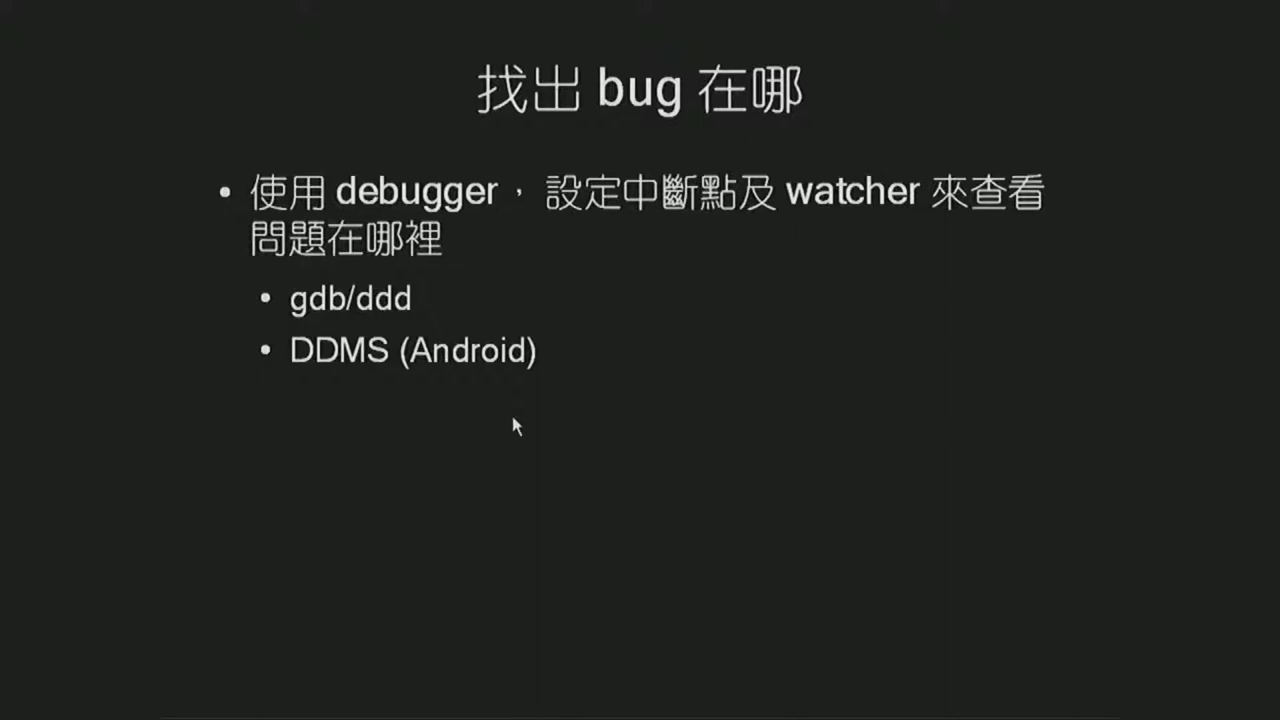 找出 bug 在哪
• 使用 debugger， 設定中斷點及 watcher 來查看
問題在哪裡
• gdb/ddd
• DDMS (Android)